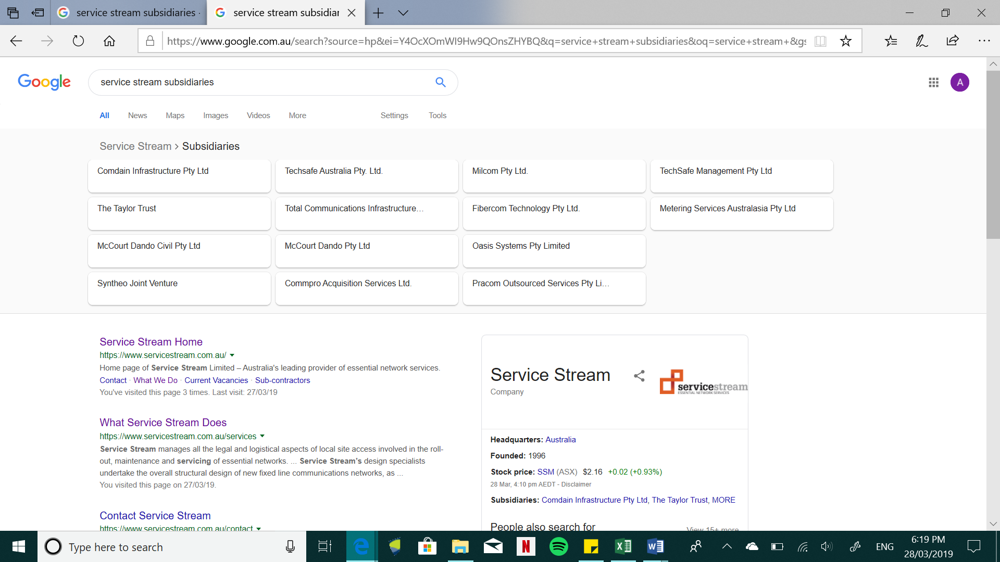 service stream subsidiaries -
service stream subsidiar
https://www.google.com.au/search?source=hp&ei=Y4OcXOmWI9Hw9QOnsZHYBQ&q=service+stream+subsidiaries&oq=service+stream+&gs
Google
service stream subsidiaries
A
All News Maps Images Videos More Settings Tools
Service Stream > Subsidiaries
Comdain Infrastructure Pty Ltd
Techsafe Australia Pty. Ltd.
Milcom Pty Ltd.
TechSafe Management Pty Ltd
The Taylor Trust
Total Communications Infrastructure...
Fibercom Technology Pty Ltd.
Metering Services Australasia Pty Ltd
McCourt Dando Civil Pty Ltd
McCourt Dando Pty Ltd
Oasis Systems Pty Limited
Syntheo Joint Venture
Commpro Acquisition Services Ltd.
Pracom Outsourced Services Pty Li...
Service Stream Home
https://www.servicestream.com.au/
Home page of Service Stream Limited – Australia's leading provider of essential network services.
Contact · What We Do · Current Vacancies · Sub-contractors
You've visited this page 3 times. Last visit: 27/03/19
What Service Stream Does
https://www.servicestream.com.au/services
Service Stream manages all the legal and logistical aspects of local site access involved in the roll-
out, maintenance and servicing of essential networks. ... Service Stream's design specialists
undertake the overall structural design of new fixed line communications networks, as ...
You visited this page on 27/03/19.
Contact Service Stream
https://www.servicestream.com.au/contact
Service Stream
Company
servicestream
ESSENTIAL NETWORK SERVICES
Headquarters: Australia
Founded: 1996
Stock price: SSM (ASX) $2.16 +0.02 (+0.93%)
28 Mar, 4:10 pm AEDT - Disclaimer
Subsidiaries: Comdain Infrastructure Pty Ltd, The Taylor Trust, MORE
People also search for
View 15+ more
Type here to search
ENG
6:19 PM
28/03/2019